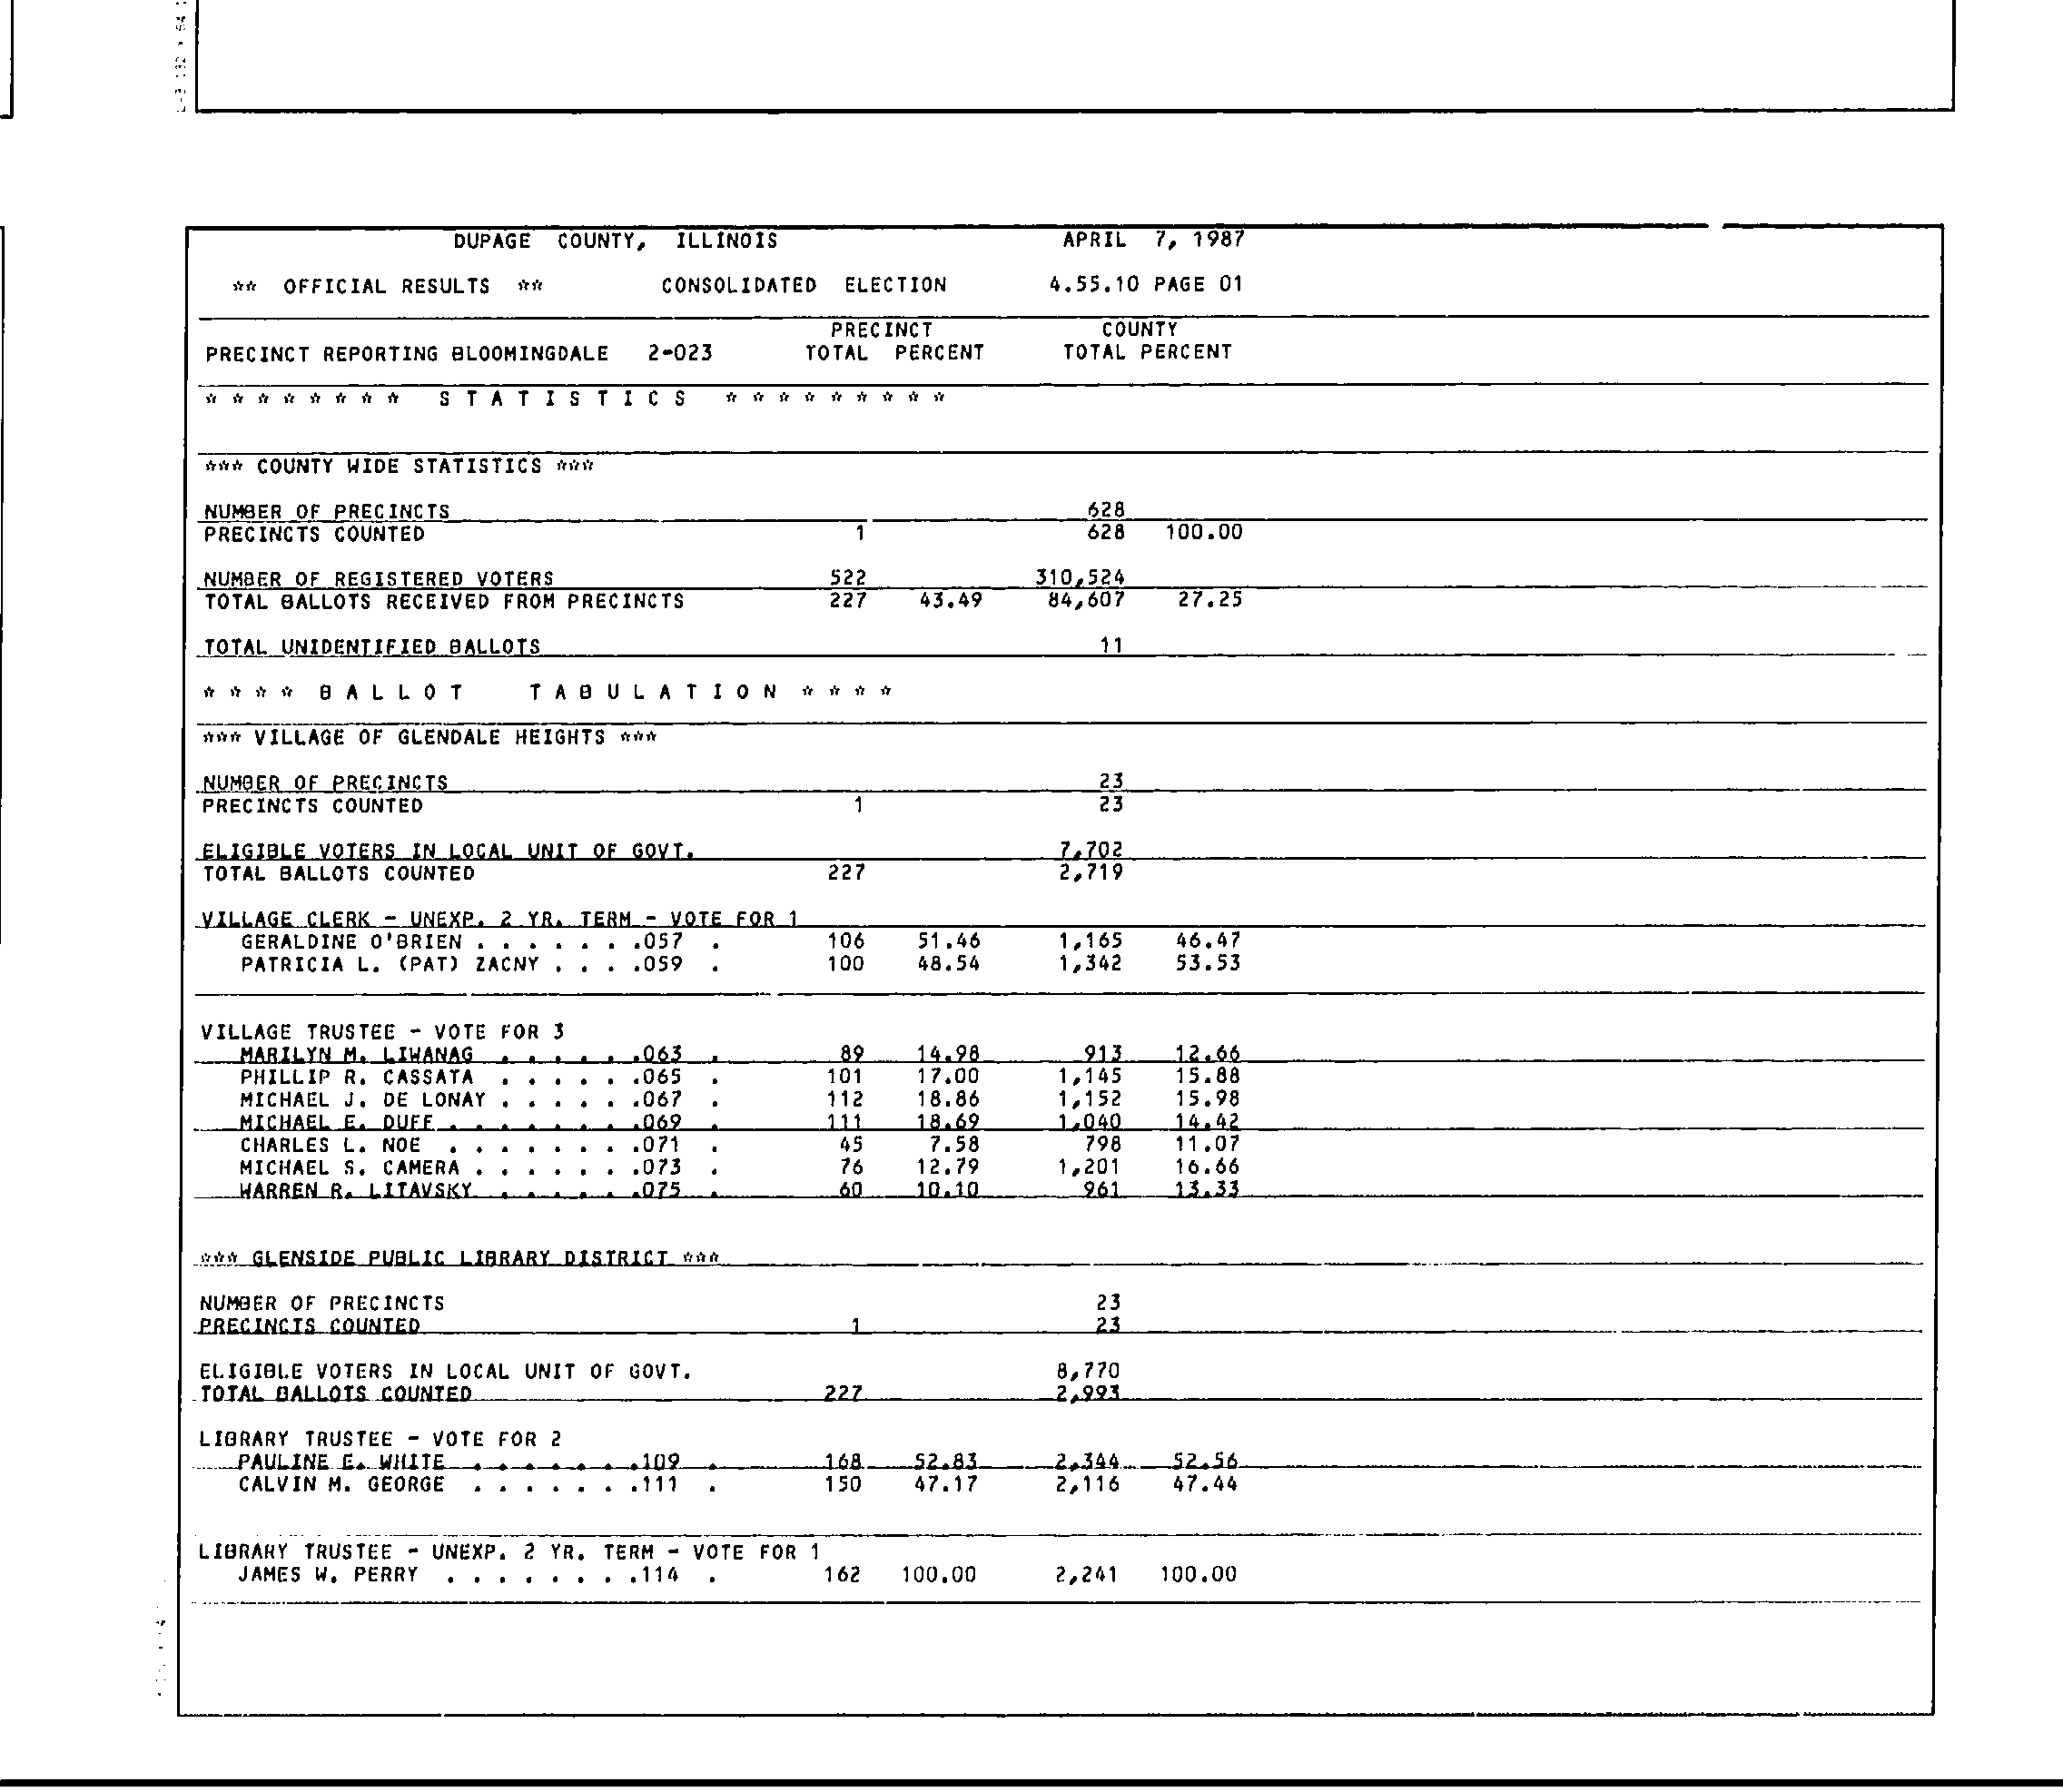 DUPAGE COUNTY, ILLINOIS APRIL 7, 1987
** OFFICIAL RESULTS ** CONSOLIDATED ELECTION 4.55.10 PAGE 01
PRECINCT COUNTY
PRECINCT REPORTING BLOOMINGDALE 2-023 TOTAL PERCENT TOTAL PERCENT
* * * * * * * * S T A T I S T I C S * * * * * * * * *
*** COUNTY WIDE STATISTICS ***
NUMBER OF PRECINCTS 628
PRECINCTS COUNTED 1 628 100.00
NUMBER OF REGISTERED VOTERS 522 310,524
TOTAL BALLOTS RECEIVED FROM PRECINCTS 227 43.49 84,607 27.25
TOTAL UNIDENTIFIED BALLOTS 11
* * * * B A L L O T T A B U L A T I O N * * * *
*** VILLAGE OF GLENDALE HEIGHTS ***
NUMBER OF PRECINCTS 23
PRECINCTS COUNTED 1 23
ELIGIBLE VOTERS IN LOCAL UNIT OF GOVT. 7,702
TOTAL BALLOTS COUNTED 227 2,719
VILLAGE CLERK - UNEXP. 2 YR. TERM - VOTE FOR 1
GERALDINE O'BRIEN . . . . . . .057 . 106 51.46 1,165 46.47
PATRICIA L. (PAT) ZACNY . . . .059 . 100 48.54 1,342 53.53
VILLAGE TRUSTEE - VOTE FOR 3
MARILYN M. LIWANAG . . . . . .063 . 89 14.98 913 12.66
PHILLIP R. CASSATA . . . . . .065 . 101 17.00 1,145 15.88
MICHAEL J. DE LONAY . . . . . .067 . 112 18.86 1,152 15.98
MICHAEL E. DUFF . . . . . . . .069 . 111 18.69 1,040 14.42
CHARLES L. NOE . . . . . . . .071 . 45 7.58 798 11.07
MICHAEL S. CAMERA . . . . . . .073 . 76 12.79 1,201 16.66
WARREN R. LITAVSKY . . . . . .075 . 60 10.10 961 13.33
*** GLENSIDE PUBLIC LIBRARY DISTRICT ***
NUMBER OF PRECINCTS 23
PRECINCTS COUNTED 1 23
ELIGIBLE VOTERS IN LOCAL UNIT OF GOVT. 8,770
TOTAL BALLOTS COUNTED 227 2,993
LIBRARY TRUSTEE - VOTE FOR 2
PAULINE E. WHITE . . . . . . .109 . 168 52.83 2,344 52.56
CALVIN M. GEORGE . . . . . . .111 . 150 47.17 2,116 47.44
LIBRARY TRUSTEE - UNEXP. 2 YR. TERM - VOTE FOR 1
JAMES W. PERRY . . . . . . . .114 . 162 100.00 2,241 100.00